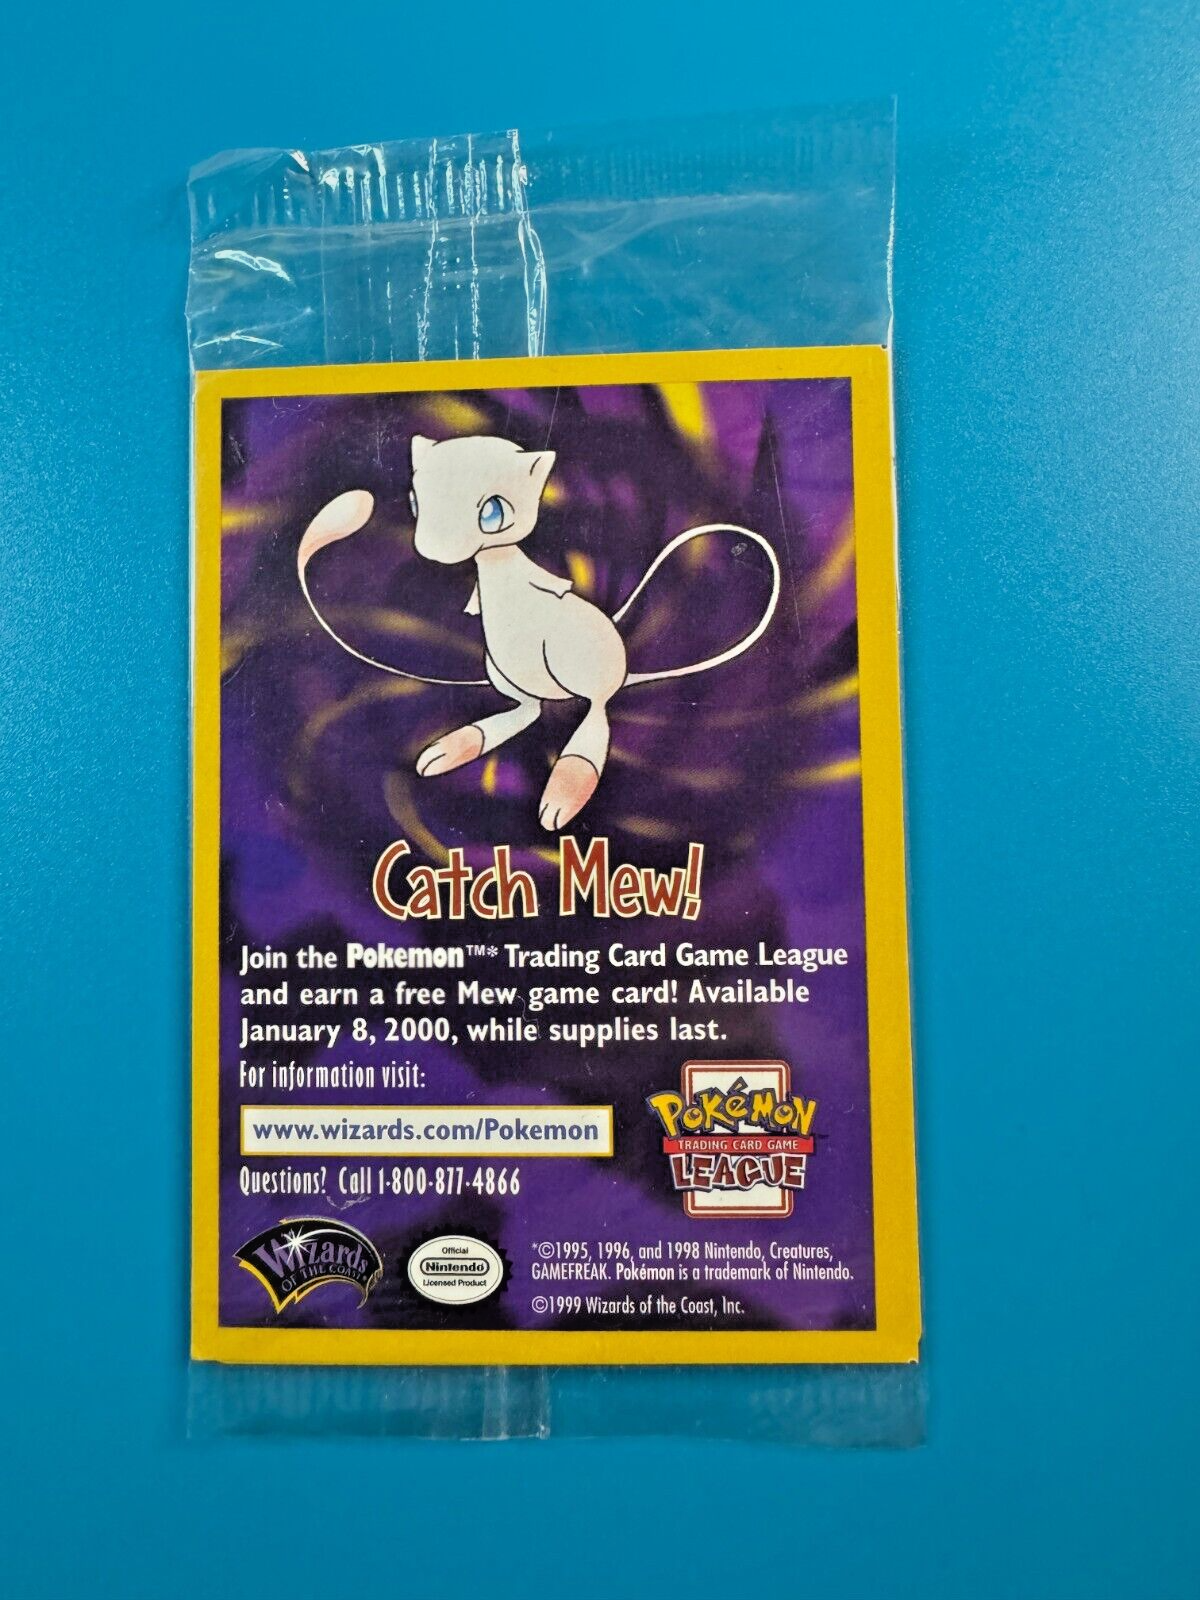 Catch Mew!
Join the Pokemon™* Trading Card Game League
and earn a free Mew game card! Available
January 8, 2000, while supplies last.
For information visit:
www.wizards.com/Pokemon
Questions? Call 1-800-877-4866
POKéMON
TRADING CARD GAME
LEAGUE
Wizards
OF THE COAST®
Official
Nintendo
Licensed Product
*©1995, 1996, and 1998 Nintendo, Creatures,
GAMEFREAK. Pokémon is a trademark of Nintendo.
©1999 Wizards of the Coast, Inc.